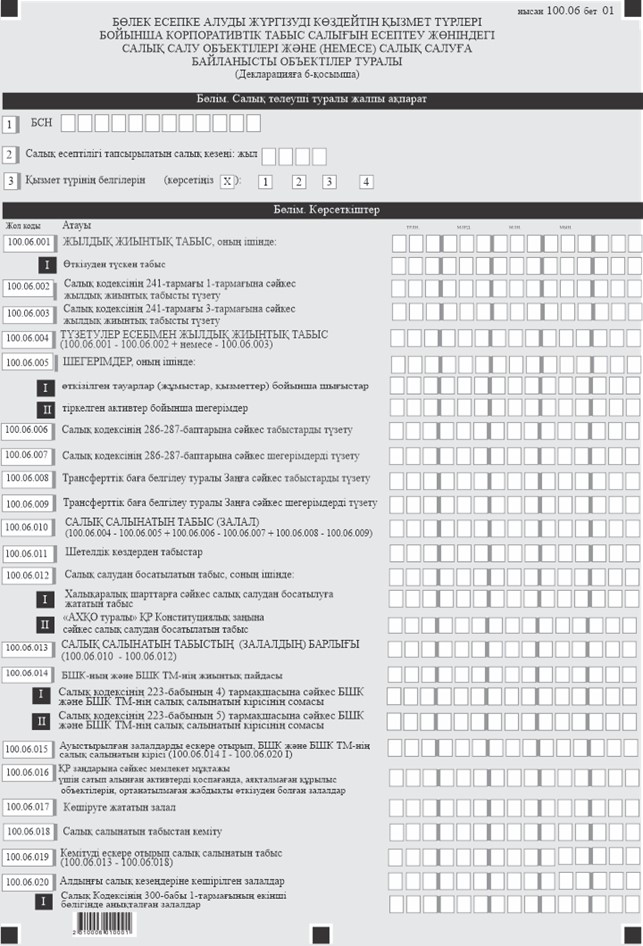 нысан 100.06 бет 01
БӨЛЕК ЕСЕПКЕ АЛУДЫ ЖҮРГІЗУДІ КӨЗДЕЙТІН ҚЫЗМЕТ ТҮРЛЕРІ
БОЙЫНША КОРПОРАТИВТІК ТАБЫС САЛЫҒЫН ЕСЕПТЕУ ЖӨНІНДЕГІ
САЛЫҚ САЛУ ОБЪЕКТІЛЕРІ ЖӘНЕ (НЕМЕСЕ) САЛЫҚ САЛУҒА
БАЙЛАНЫСТЫ ОБЪЕКТІЛЕР ТУРАЛЫ
(Декларацияға 6-қосымша)
Бөлім. Салық төлеуші туралы жалпы ақпарат
1 БСН
2 Салық есептілігі тапсырылатын салық кезеңі: жыл
3 Қызмет түрінің белгілерін (көрсетіңіз X ): 1 2 3 4
Бөлім. Көрсеткіштер
Жол коды Атауы
100.06.001 ЖЫЛДЫҚ ЖИЫНТЫҚ ТАБЫС, оның ішінде:
I Өткізуден түскен табыс
100.06.002 Салық кодексінің 241-тармағы 1-тармағына сәйкес
жылдық жиынтық табысты түзету
100.06.003 Салық кодексінің 241-тармағы 3-тармағына сәйкес
жылдық жиынтық табысты түзету
100.06.004 ТҮЗЕТУЛЕР ЕСЕБІМЕН ЖЫЛДЫҚ ЖИЫНТЫҚ ТАБЫС
(100.06.001 - 100.06.002 + немесе - 100.06.003)
100.06.005 ШЕГЕРІМДЕР, оның ішінде:
I өткізілген тауарлар (жұмыстар, қызметтер) бойынша шығыстар
II тіркелген активтер бойынша шегерімдер
100.06.006 Салық кодексінің 286-287-баптарына сәйкес табыстарды түзету
100.06.007 Салық кодексінің 286-287-баптарына сәйкес шегерімдерді түзету
100.06.008 Трансферттік баға белгілеу туралы Заңға сәйкес табыстарды түзету
100.06.009 Трансферттік баға белгілеу туралы Заңға сәйкес шегерімдерді түзету
100.06.010 САЛЫҚ САЛЫНАТЫН ТАБЫС (ЗАЛАЛ)
(100.06.004 - 100.06.005 + 100.06.006 - 100.06.007 + 100.06.008 - 100.06.009)
100.06.011 Шетелдік көздерден табыстар
100.06.012 Салық салудан босатылатын табыс, соның ішінде:
I Халықаралық шарттарға сәйкес салық салудан босатылуға
жататын табыс
II «АХҚО туралы» ҚР Конституциялық заңына
сәйкес салық салудан босатылатын табыс
100.06.013 САЛЫҚ САЛЫНАТЫН ТАБЫСТЫҢ (ЗАЛАЛДЫҢ) БАРЛЫҒЫ
(100.06.010 - 100.06.012)
100.06.014 БШК-ның және БШК ТМ-нің жиынтық пайдасы
I Салық кодексінің 223-бабының 4) тармақшасына сәйкес БШК
және БШК ТМ-нің салық салынатын кірісінің сомасы
II Салық кодексінің 223-бабының 5) тармақшасына сәйкес БШК
және БШК ТМ-нің салық салынатын кірісінің сомасы
100.06.015 Ауыстырылған залалдарды ескере отырып, БШК және БШК ТМ-нің
салық салынатын кірісі (100.06.014 I - 100.06.020 I)
100.06.016 ҚР заңдарына сәйкес мемлекет мұқтажы
үшін сатып алынған активтерді қоспағанда, аяқталмаған құрылыс
объектілерін, ортанатылмаған жабдықты өткізуден болған залалдар
100.06.017 Көшіруге жататын залал
100.06.018 Салық салынатын табыстан кеміту
100.06.019 Кемітуді ескере отырып салық салынатын табыс
(100.06.013 - 100.06.018)
100.06.020 Алдыңғы салық кезеңдеріне көшірілген залалдар
I Салық Кодексінің 300-бабы 1-тармағының екінші
бөлігінде анықталған залалдар